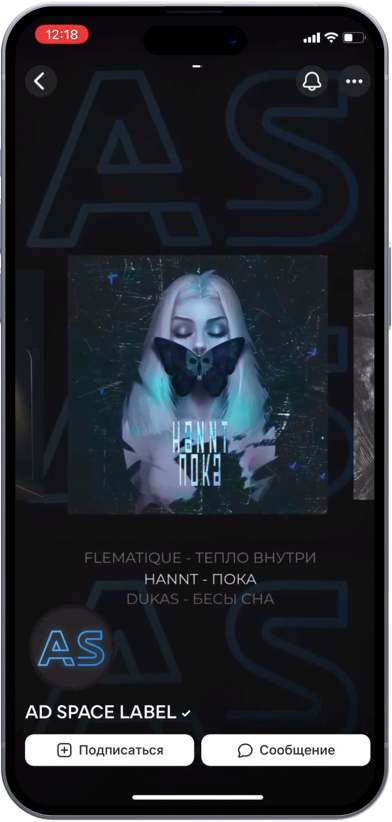 12:18
AS
HANNT
ПОКА
FLEMATIQUE - ТЕПЛО ВНУТРИ
HANNT - ПОКА
DUKAS - БЕСЫ СНА
AS
AD SPACE LABEL
Подписаться
Сообщение